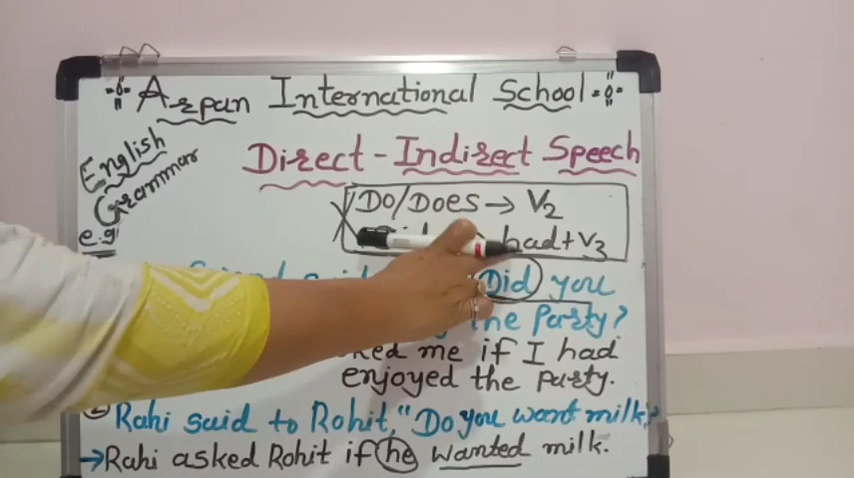 Arpan International School
English
Grammar
Direct - Indirect Speech
Do/Does → V2
had + V3
e.g
Did you
the Party?
me if I had
enjoyed the party.
② Rahi said to Rohit, "Do you want milk?
→ Rahi asked Rohit if he wanted milk.